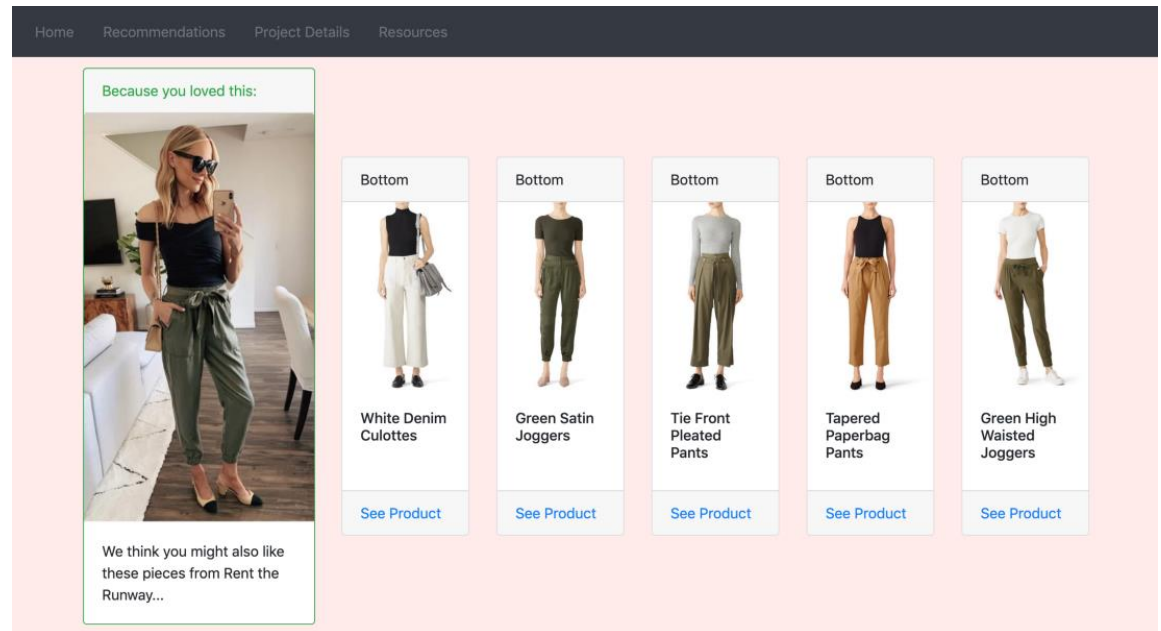 Home Recommendations Project Details Resources
Because you loved this:
We think you might also like
these pieces from Rent the
Runway...
Bottom
White Denim
Culottes
See Product
Bottom
Green Satin
Joggers
See Product
Bottom
Tie Front
Pleated
Pants
See Product
Bottom
Tapered
Paperbag
Pants
See Product
Bottom
Green High
Waisted
Joggers
See Product